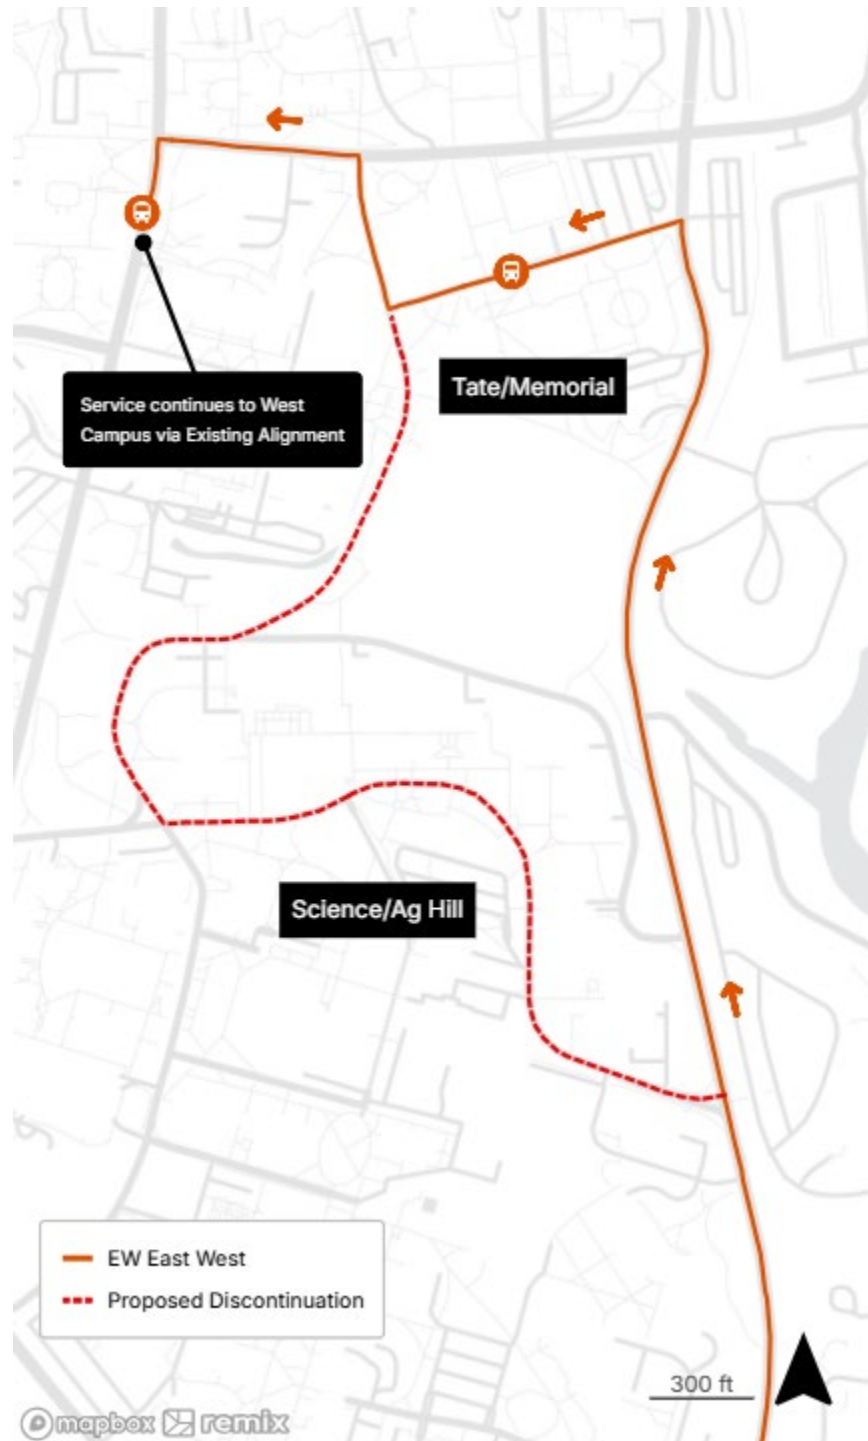 Tate/Memorial
Service continues to West
Campus via Existing Alignment
Science/Ag Hill
EW East West
Proposed Discontinuation
300 ft
mapbox remix